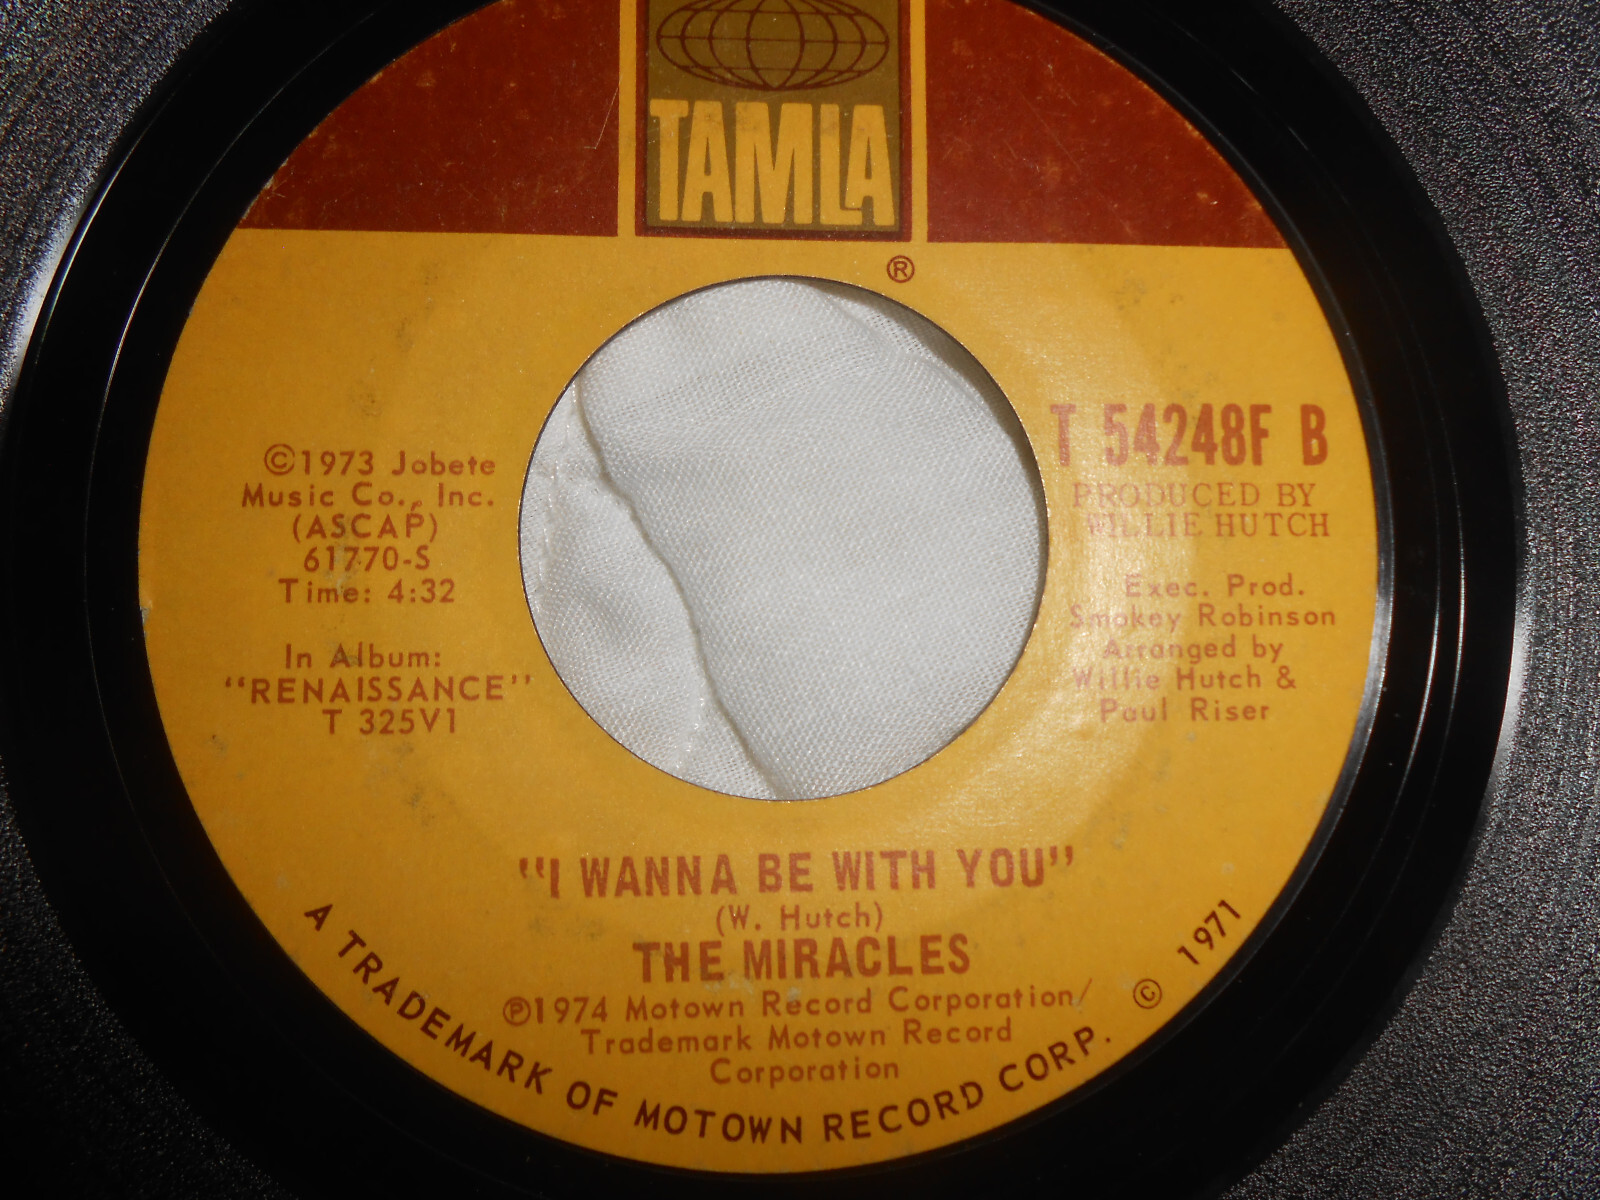 TAMLA
®
©1973 Jobete
Music Co., Inc.
(ASCAP)
61770-S
Time: 4:32
In Album:
"RENAISSANCE"
T 325V1
T 54248F B
PRODUCED BY
WILLIE HUTCH
Exec. Prod.
Smokey Robinson
Arranged by
Willie Hutch &
Paul Riser
"I WANNA BE WITH YOU"
(W. Hutch)
THE MIRACLES
℗1974 Motown Record Corporation/
Trademark Motown Record
Corporation
A TRADEMARK OF MOTOWN RECORD CORP. © 1971